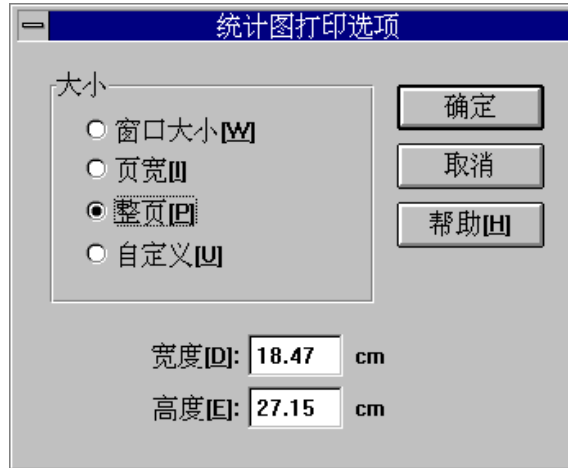 统计图打印选项
大小
窗口大小[W]
页宽[I]
整页[P]
自定义[U]
确定
取消
帮助[H]
宽度[D]: 18.47 cm
高度[E]: 27.15 cm